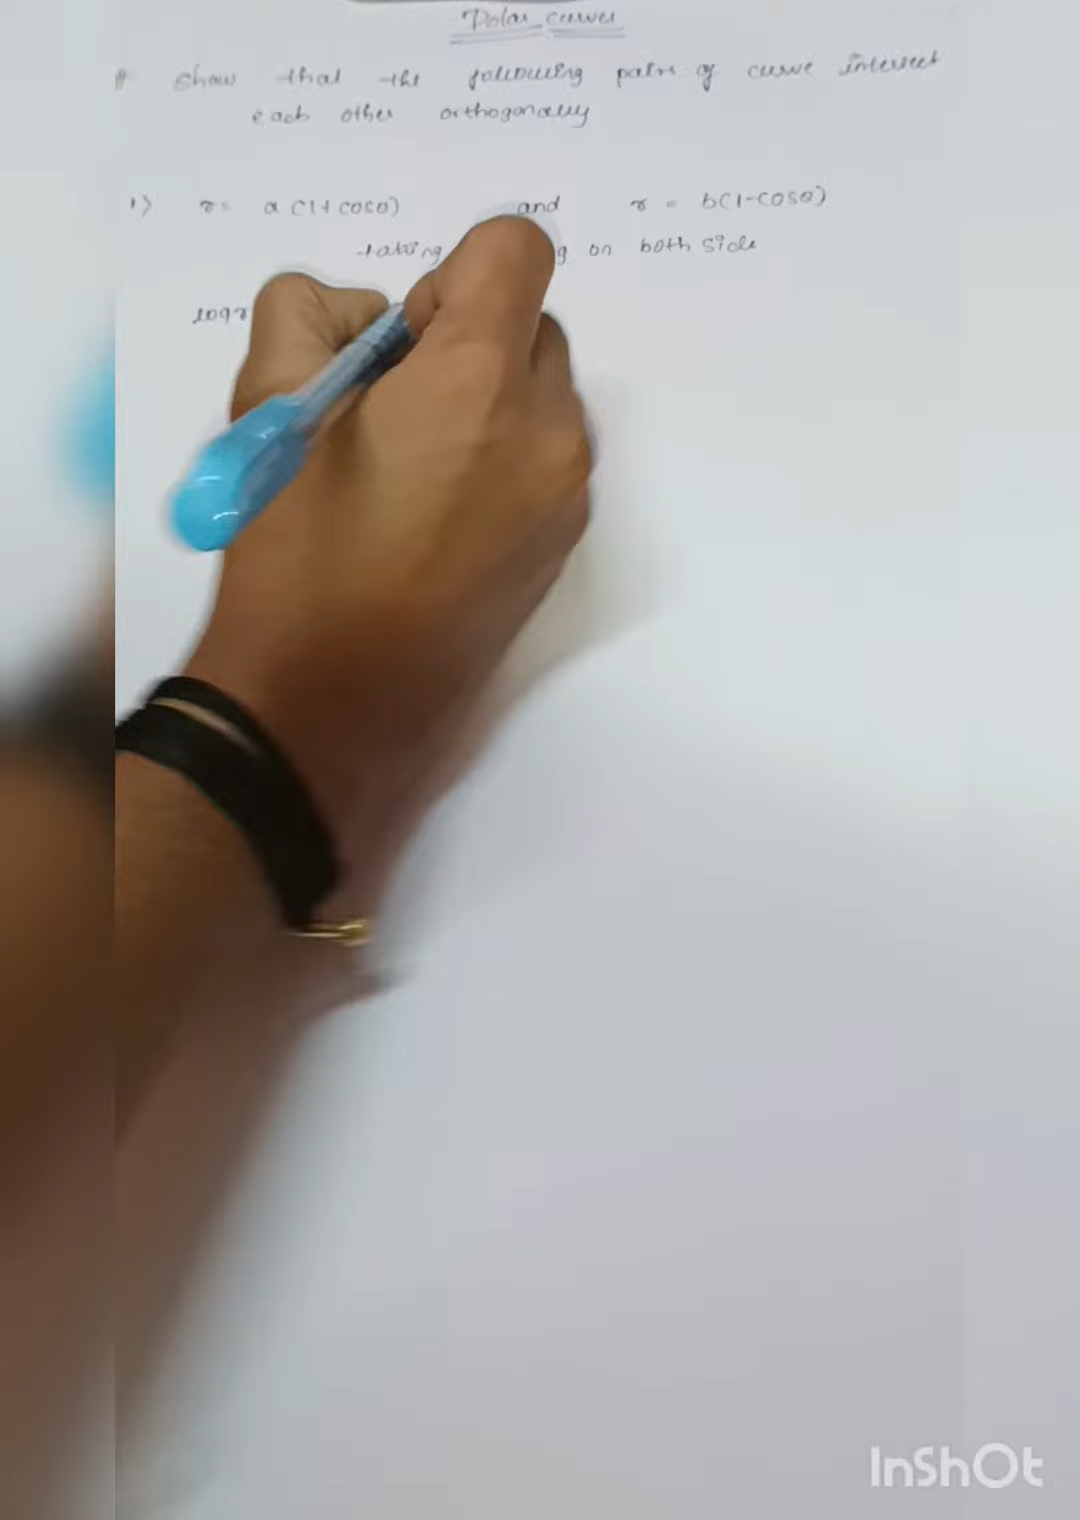 Polar curves
# Show that the following pairs of curve intersect
each other orthogonally
1) r = a(1+cosθ) and r = b(1-cosθ)
taking on both side
logr
InShOt